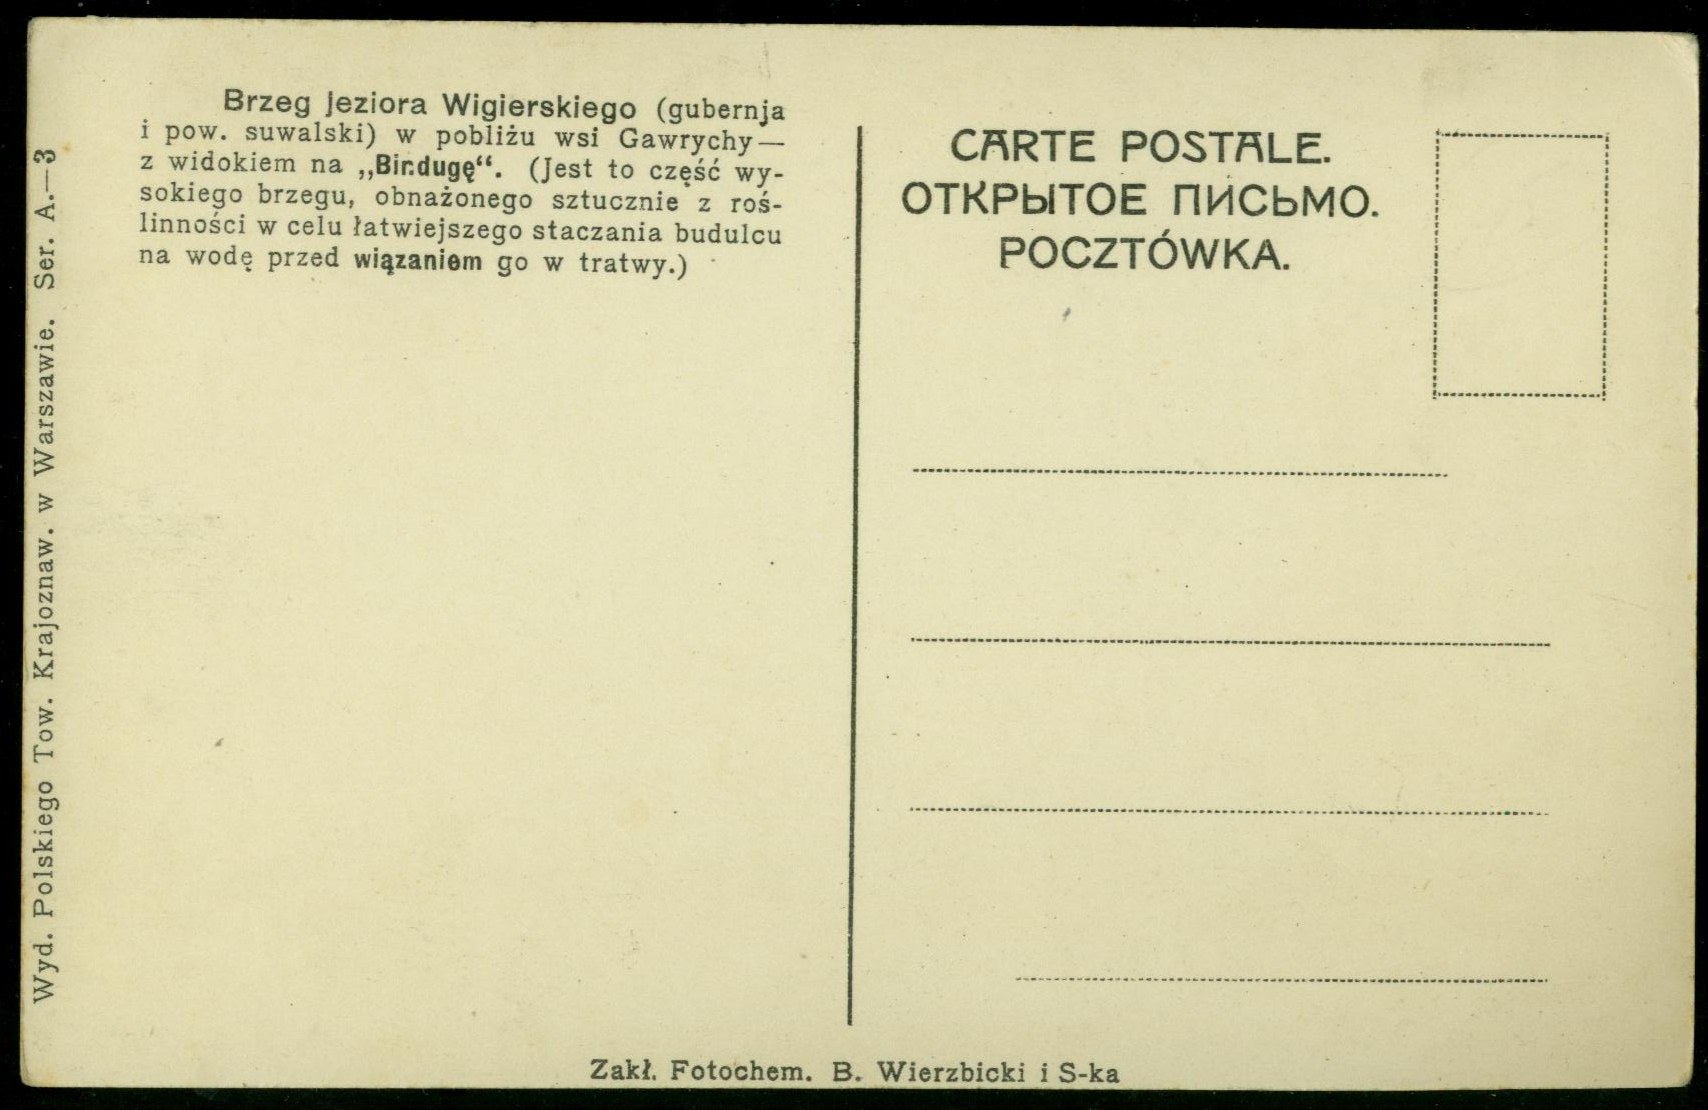 Brzeg Jeziora Wigierskiego (gubernja
i pow. suwalski) w pobliżu wsi Gawrychy—
z widokiem na „Bindugę“. (Jest to część wy-
sokiego brzegu, obnażonego sztucznie z roś-
linności w celu łatwiejszego staczania budulcu
na wodę przed wiązaniem go w tratwy.)
CARTE POSTALE.
ОТКРЫТОЕ ПИСЬМО.
POCZTÓWKA.
Wyd. Polskiego Tow. Krajoznaw. w Warszawie. Ser. A.—3
Zakł. Fotochem. B. Wierzbicki i S-ka